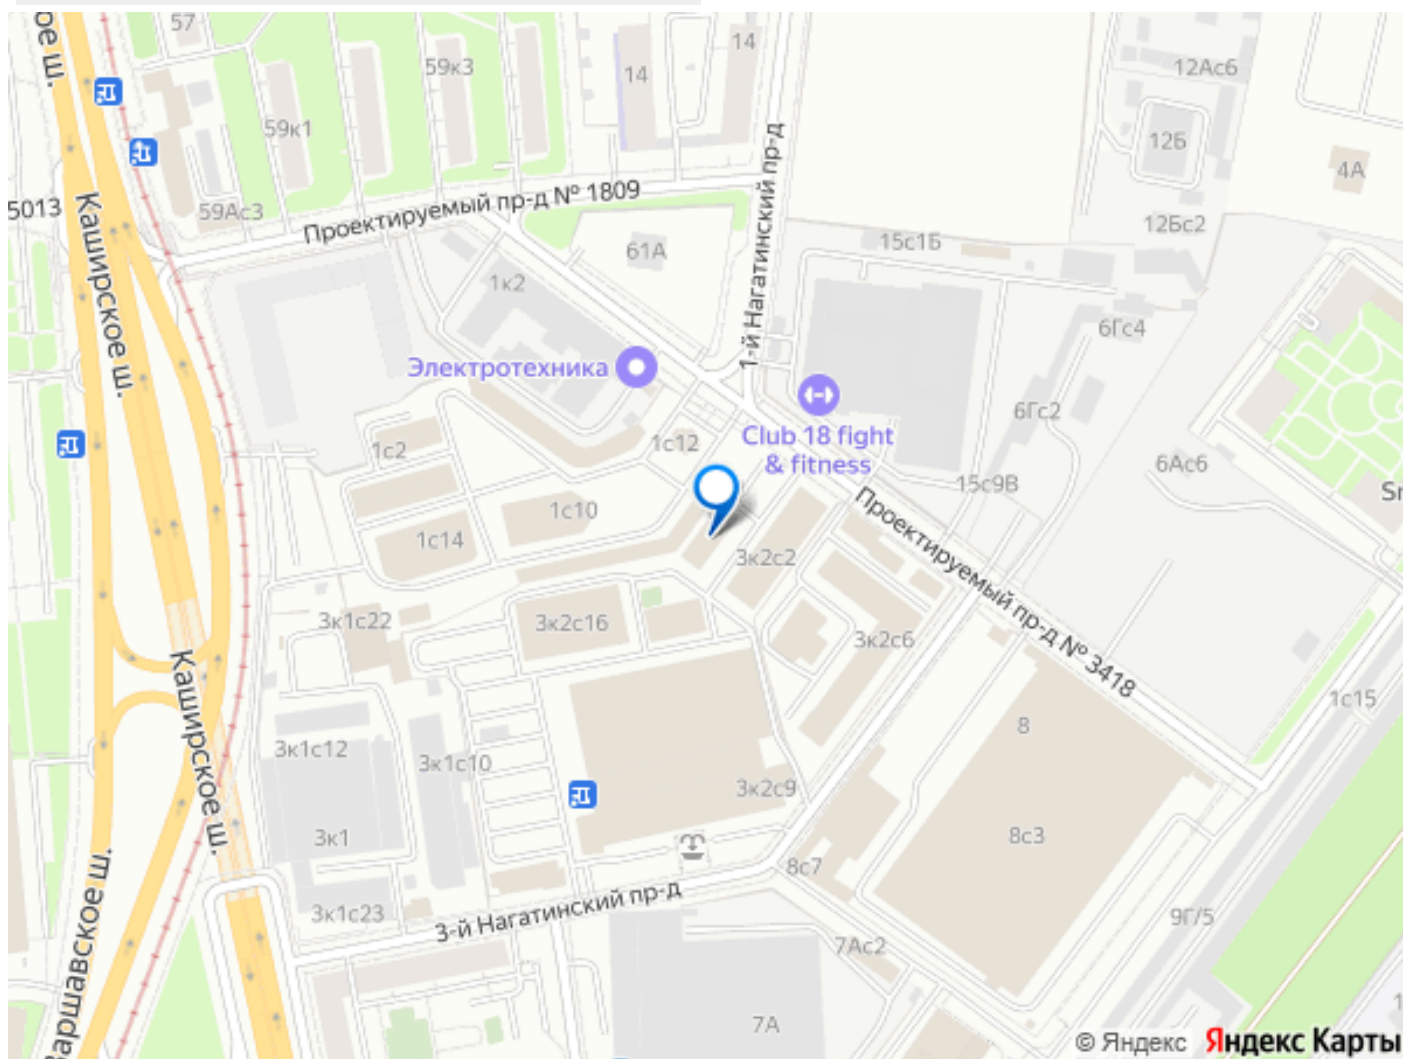 57
59к3
14
14
12Ас6
59к1
12Б
4А
5013
59Ас3
Проектируемый пр-д № 1809
1-й Нагатинский пр-д
12Бс2
Каширское ш.
61А
15с1Б
1к2
6Гс4
Электротехника
6Гс2
1с2
1с12
Club 18 fight
& fitness
6Ас6
15с9В
1с10
1с14
3к2с2
Проектируемый пр-д № 3418
3к1с22
3к2с16
3к2с6
Каширское ш.
1с15
8
3к1с12
3к1с10
3к2с9
3к1
8с3
8с7
3к1с23
3-й Нагатинский пр-д
9Г/5
Варшавское ш.
7Ас2
7А
© Яндекс Яндекс Карты